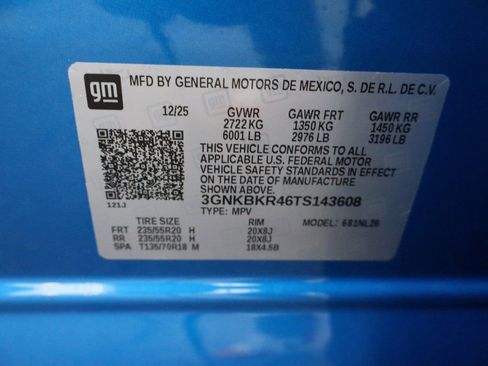 gm
MFD BY GENERAL MOTORS DE MEXICO, S. DE R.L. DE C.V.
12/25 GVWR GAWR FRT GAWR RR
2722 KG 1350 KG 1450 KG
6001 LB 2976 LB 3196 LB
THIS VEHICLE CONFORMS TO ALL
APPLICABLE U.S. FEDERAL MOTOR
VEHICLE SAFETY STANDARDS IN EFFECT
ON THE DATE OF MANUFACTURE
SHOWN ABOVE.
3GNKBKR46TS143608
121J TYPE: MPV MODEL: 6B1NL26
TIRE SIZE RIM
FRT 235/55R20 H 20X8J
RR 235/55R20 H 20X8J
SPA T135/70R18 M 18X4.5B